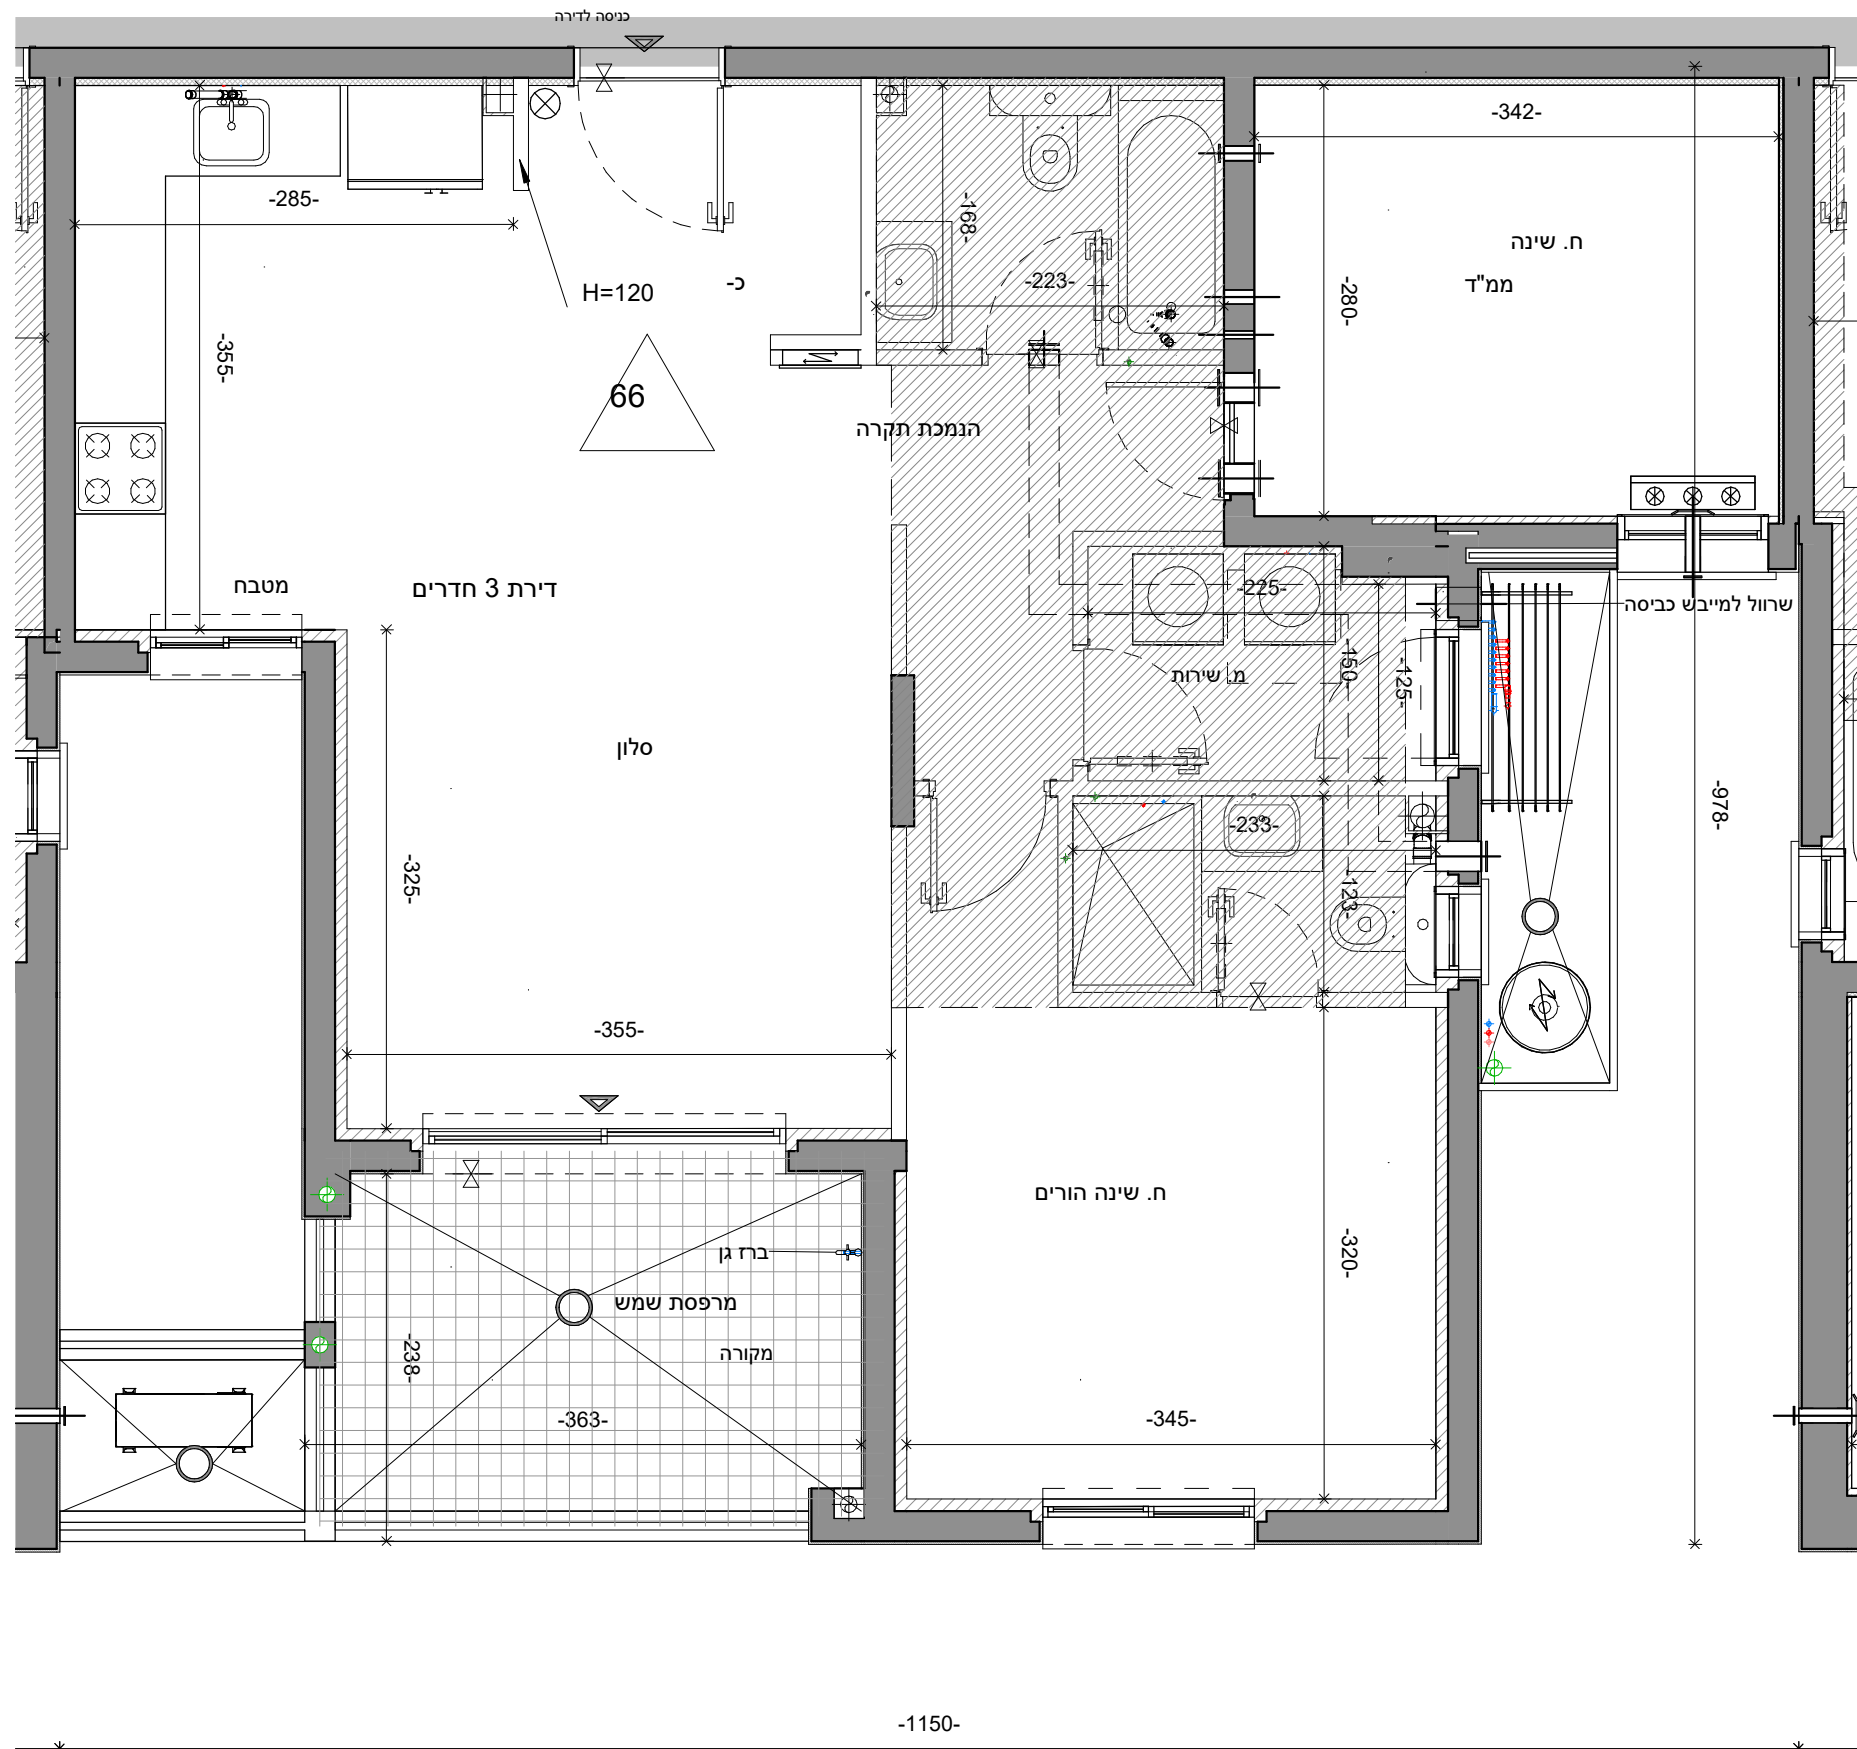 כניסה לדירה
-342-
-285-
-168-
ח. שינה
ממ"ד
-223-
כ-
H=120
-280-
-355-
66
הנמכת תקרה
מטבח
דירת 3 חדרים
-225-
שרוול למייבש כביסה
מ. שירות
-150-
-125-
סלון
-978-
-233-
-325-
-123-
-355-
ח. שינה הורים
ברז גן
-320-
מרפסת שמש
מקורה
-238-
-363-
-345-
-1150-